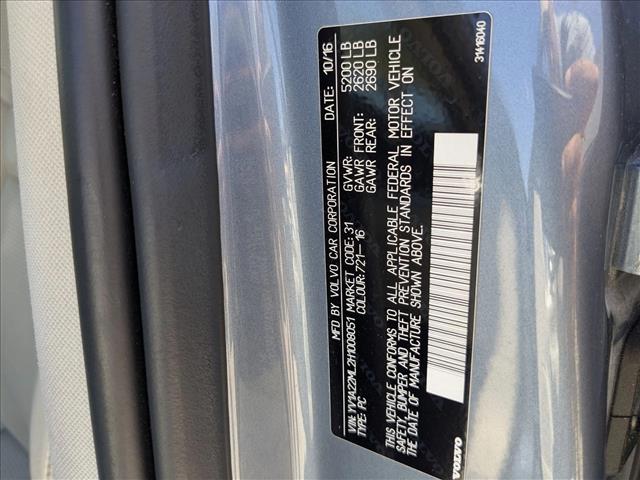 MFD BY VOLVO CAR CORPORATION DATE: 10/16
VIN: YV1A22ML2H1009051 MARKET CODE: 31 GVWR: 5200 LB
TYPE: PC COLOUR: 721-16 GAWR FRONT: 2620 LB
GAWR REAR: 2690 LB
THIS VEHICLE CONFORMS TO ALL APPLICABLE FEDERAL MOTOR VEHICLE
SAFETY, BUMPER AND THEFT PREVENTION STANDARDS IN EFFECT ON
THE DATE OF MANUFACTURE SHOWN ABOVE.
VOLVO 31416040